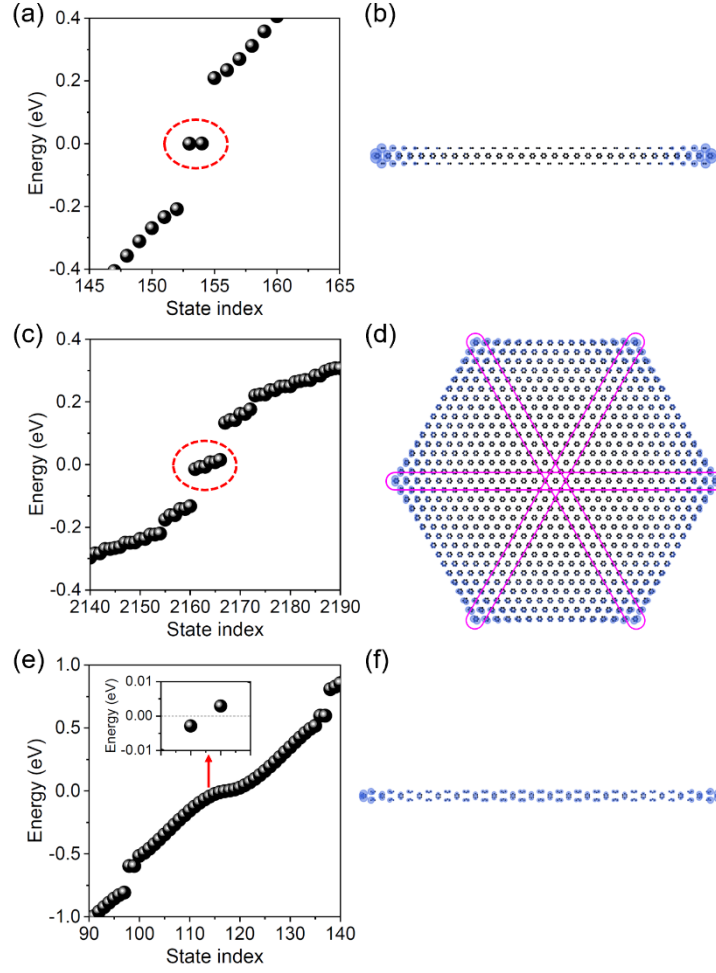 (a)
(b)
0.4
0.2
0.0
-0.2
-0.4
Energy (eV)
145 150 155 160 165
State index
(c)
(d)
0.4
0.2
0.0
-0.2
-0.4
Energy (eV)
2140 2150 2160 2170 2180 2190
State index
(e)
(f)
1.0
0.5
0.0
-0.5
-1.0
Energy (eV)
0.01
0.00
-0.01
Energy (eV)
90 100 110 120 130 140
State index